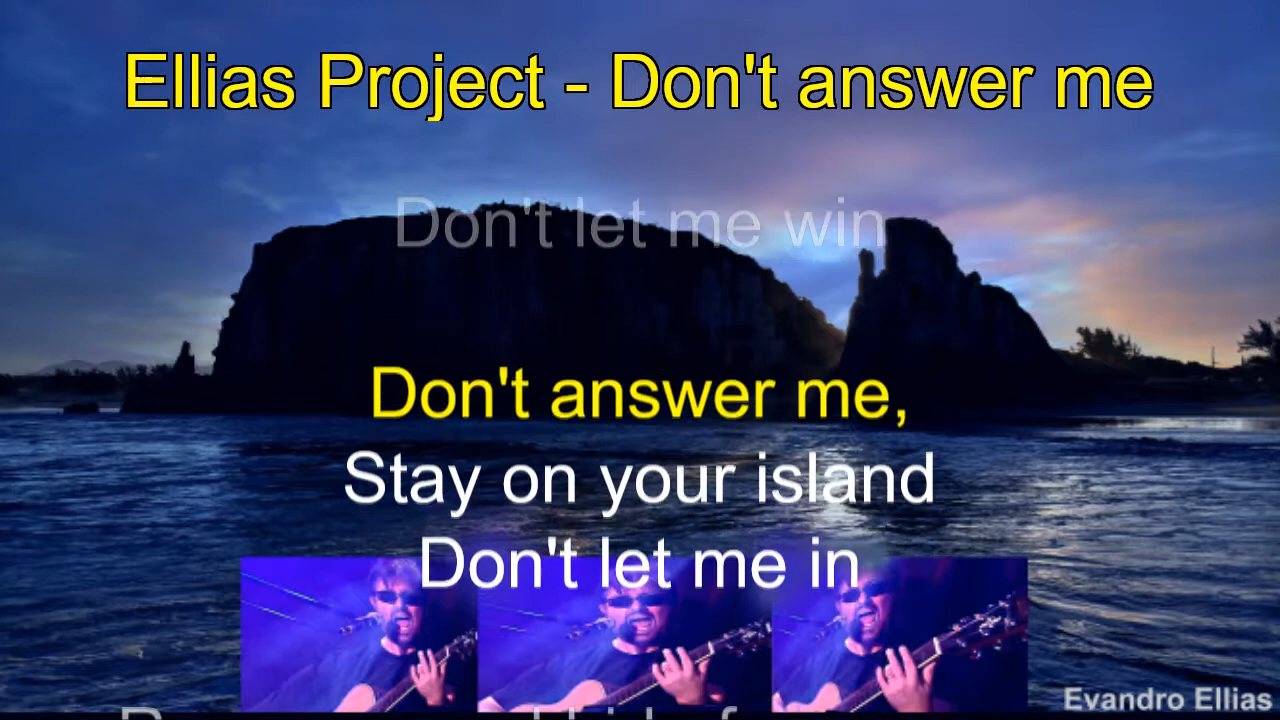 Ellias Project - Don't answer me
Don't let me win
Don't answer me,
Stay on your island
Don't let me in
Evandro Ellias